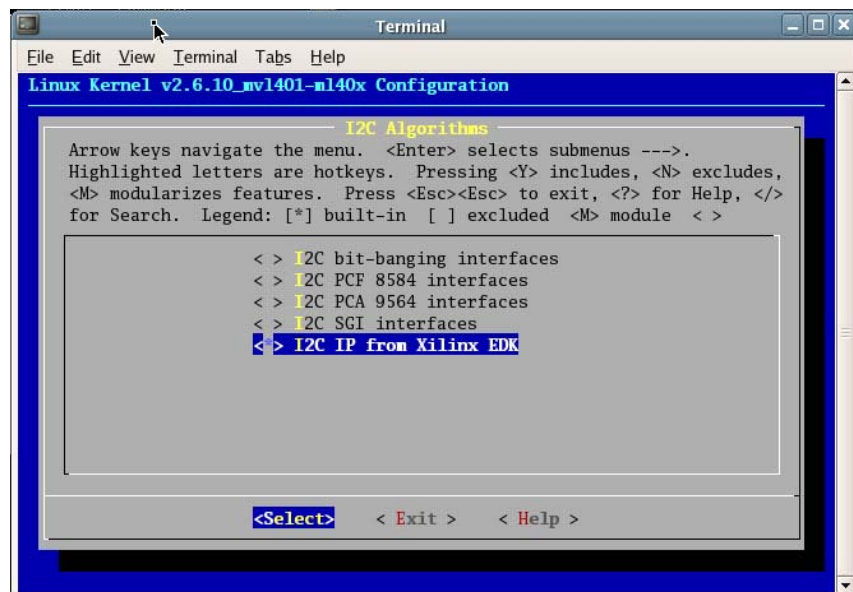 Terminal
File Edit View Terminal Tabs Help
Linux Kernel v2.6.10_mvl401-ml40x Configuration
I2C Algorithms
Arrow keys navigate the menu. <Enter> selects submenus --->.
Highlighted letters are hotkeys. Pressing <Y> includes, <N> excludes,
<M> modularizes features. Press <Esc><Esc> to exit, <?> for Help, </>
for Search. Legend: [*] built-in [ ] excluded <M> module < >
< > I2C bit-banging interfaces
< > I2C PCF 8584 interfaces
< > I2C PCA 9564 interfaces
< > I2C SGI interfaces
<*> I2C IP from Xilinx EDK
<Select> < Exit > < Help >